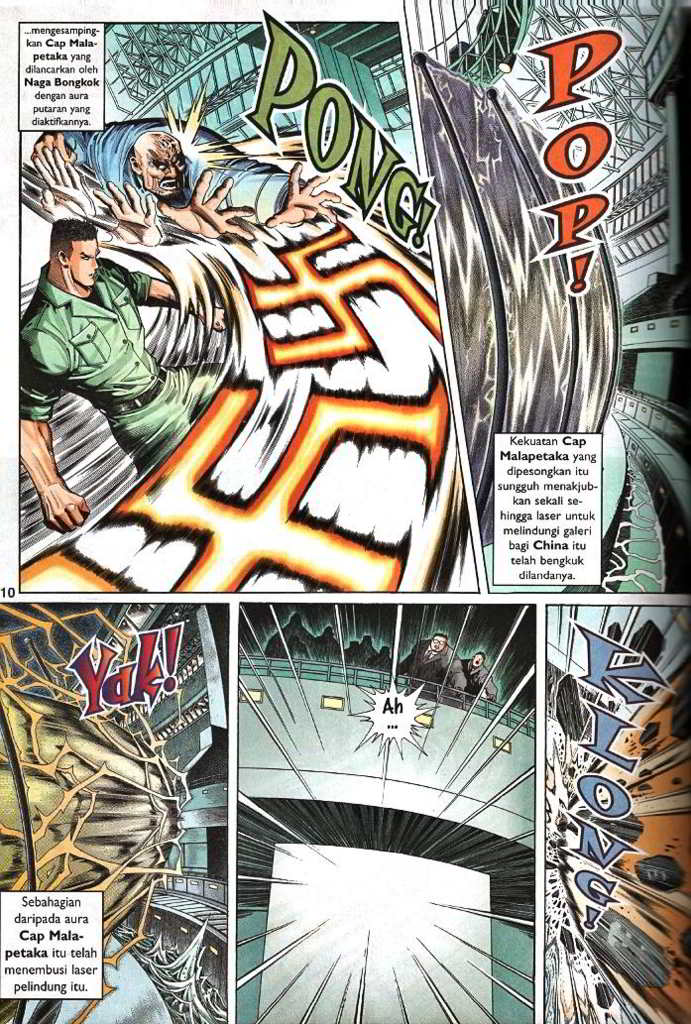 ...mengesamping-
kan Cap Mala-
petaka yang
dilancarkan oleh
Naga Bongkok
dengan aura
putaran yang
diaktifkannya.
PONG!
POP!
Kekuatan Cap
Malapetaka yang
dipesongkan itu
sungguh menakjub-
kan sekali se-
hingga laser untuk
melindungi galeri
bagi China itu
telah bengkuk
dilandanya.
10
Yak!
Ah
...
KLONG!
Sebahagian
daripada aura
Cap Mala-
petaka itu telah
menembusi laser
pelindung itu.